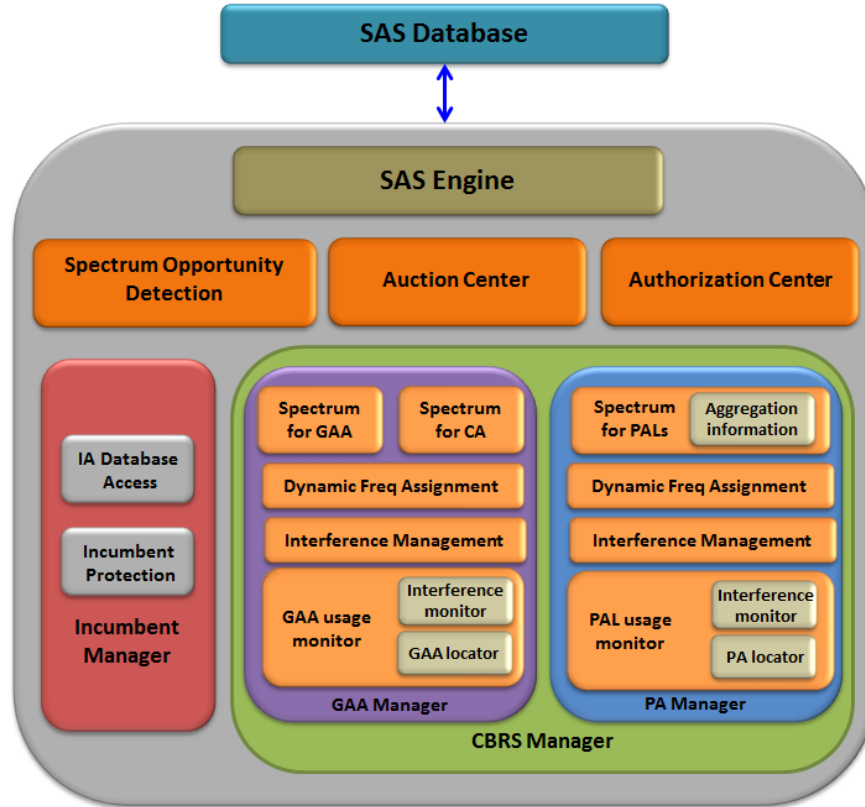 SAS Database
SAS Engine
Spectrum Opportunity
Detection
Auction Center
Authorization Center
IA Database
Access
Incumbent
Protection
Incumbent
Manager
Spectrum
for GAA
Spectrum
for CA
Dynamic Freq Assignment
Interference Management
GAA usage
monitor
Interference
monitor
GAA locator
GAA Manager
Spectrum
for PALs
Aggregation
information
Dynamic Freq Assignment
Interference Management
PAL usage
monitor
Interference
monitor
PA locator
PA Manager
CBRS Manager